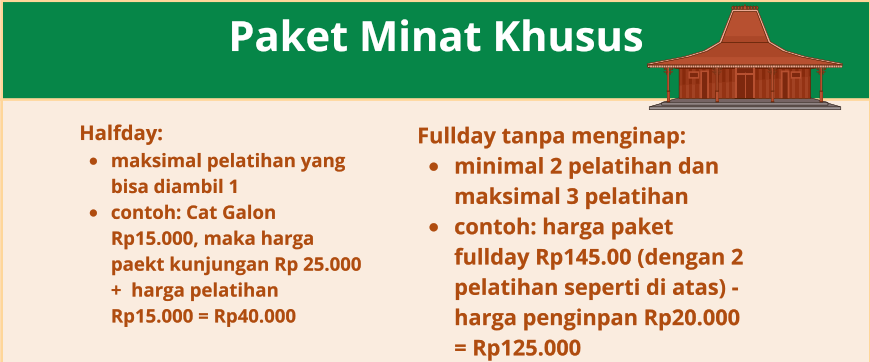 Paket Minat Khusus
Halfday:
• maksimal pelatihan yang
bisa diambil 1
• contoh: Cat Galon
Rp15.000, maka harga
paekt kunjungan Rp 25.000
+ harga pelatihan
Rp15.000 = Rp40.000
Fullday tanpa menginap:
• minimal 2 pelatihan dan
maksimal 3 pelatihan
• contoh: harga paket
fullday Rp145.00 (dengan 2
pelatihan seperti di atas) -
harga penginpan Rp20.000
= Rp125.000